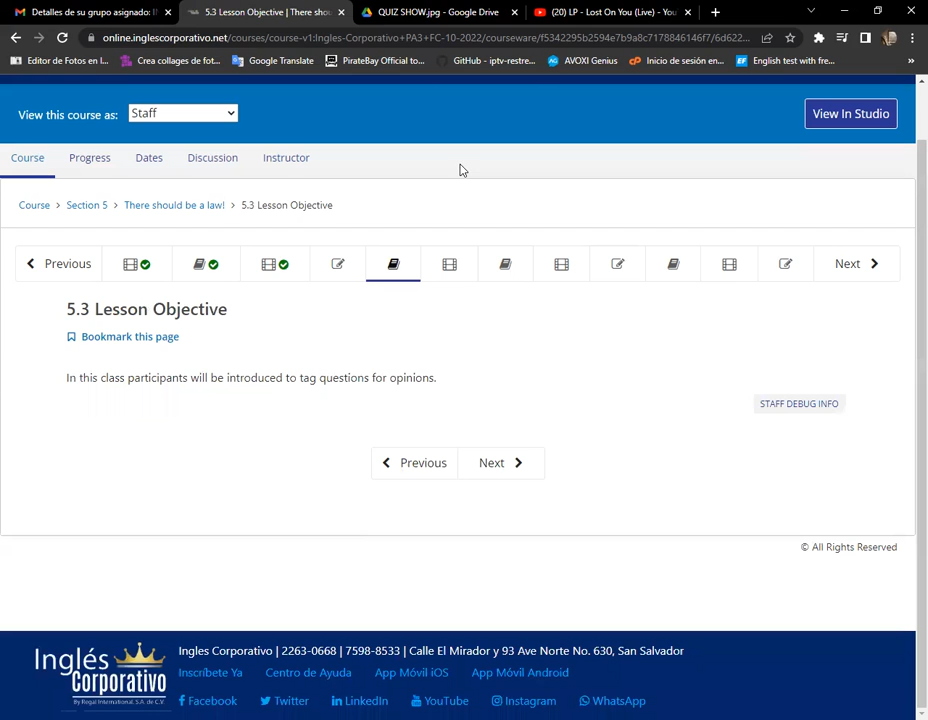 Detalles de su grupo asignado: I
5.3 Lesson Objective | There shou
QUIZ SHOW.jpg - Google Drive
(20) LP - Lost On You (Live) - You
online.inglescorporativo.net/courses/course-v1:Ingles-Corporativo+PA3+FC-10-2022/courseware/f5342295b2594e7b9a8c7178846146f7/6d622...
Editor de Fotos en l...
Crea collages de fot...
Google Translate
PirateBay Official to...
GitHub - iptv-restre...
AVOXI Genius
Inicio de sesión en...
English test with fre...
»
View this course as:
Staff
View In Studio
Course
Progress
Dates
Discussion
Instructor
Course > Section 5 > There should be a law! > 5.3 Lesson Objective
Previous
Next
5.3 Lesson Objective
Bookmark this page
In this class participants will be introduced to tag questions for opinions.
STAFF DEBUG INFO
Previous
Next
© All Rights Reserved
Inglés Corporativo
By Regal International, S.A. de C.V.
Ingles Corporativo | 2263-0668 | 7598-8533 | Calle El Mirador y 93 Ave Norte No. 630, San Salvador
Inscríbete Ya
Centro de Ayuda
App Móvil iOS
App Móvil Android
Facebook
Twitter
LinkedIn
YouTube
Instagram
WhatsApp